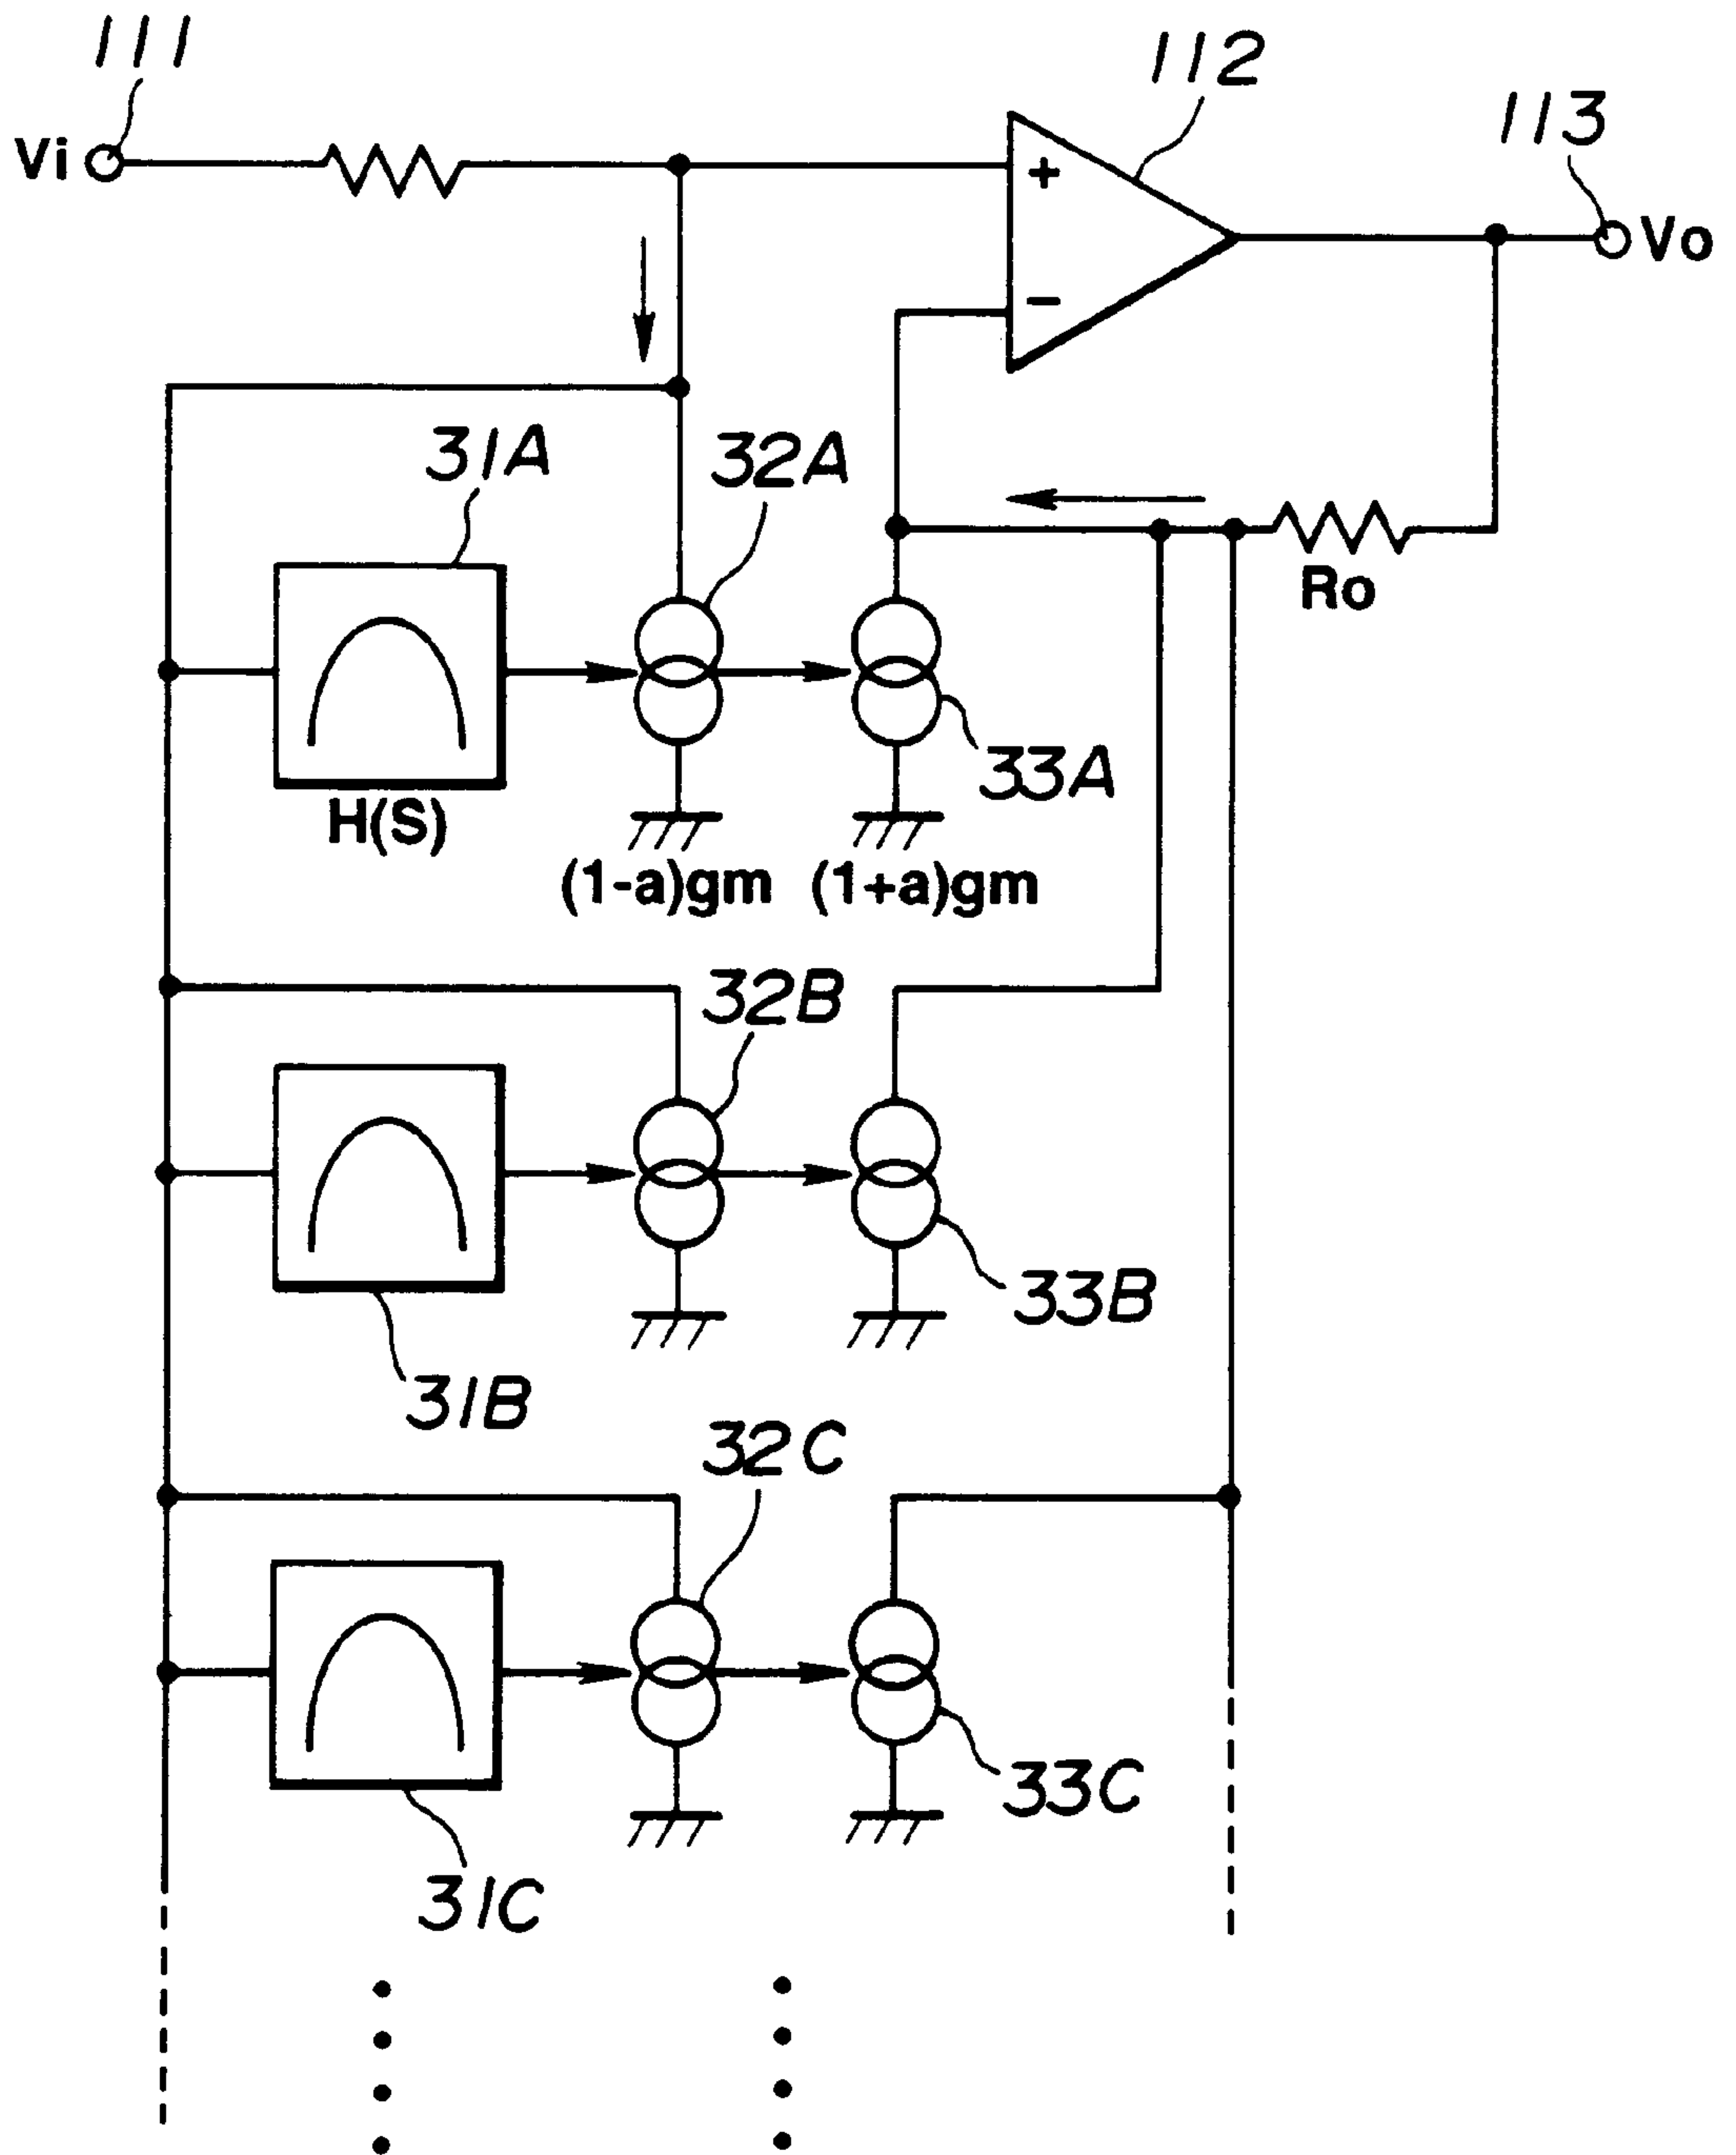 111
112
113
Vi
+
Vo
-
31A
32A
Ro
33A
H(S)
(1-a)gm (1+a)gm
32B
33B
31B
32C
33C
31C